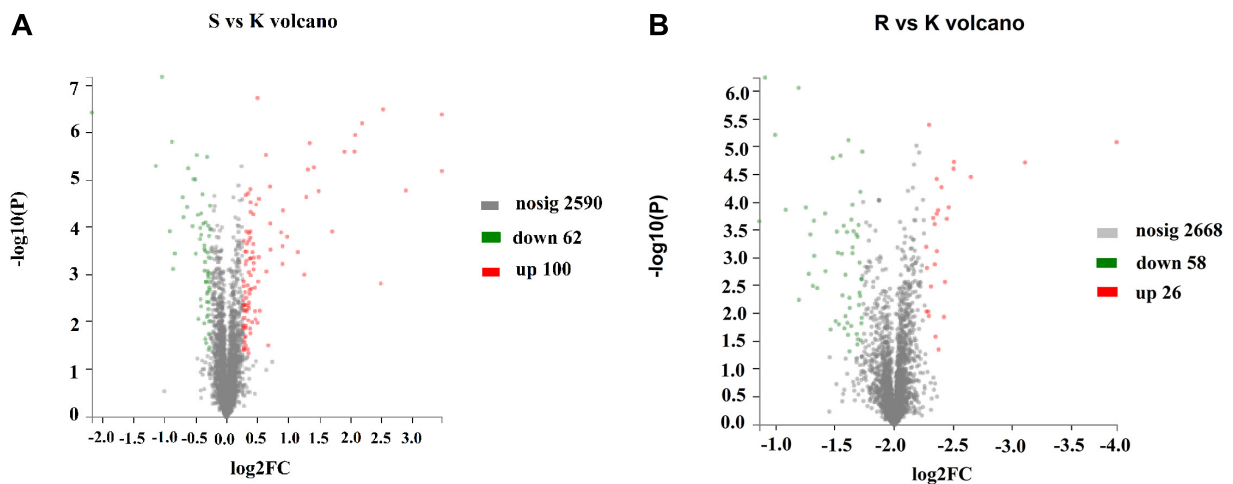 A
S vs K volcano
7
6
5
4
3
2
1
0
-log10(P)
-2.0 -1.5 -1.0 -0.5 0.0 0.5 1.0 1.5 2.0 2.5 3.0
log2FC
nosig 2590
down 62
up 100
B
R vs K volcano
6.0
5.5
5.0
4.5
4.0
3.5
3.0
2.5
2.0
1.5
1.0
0.5
0.0
-log10(P)
-1.0 -1.5 -2.0 -2.5 -3.0 -3.5 -4.0
log2FC
nosig 2668
down 58
up 26